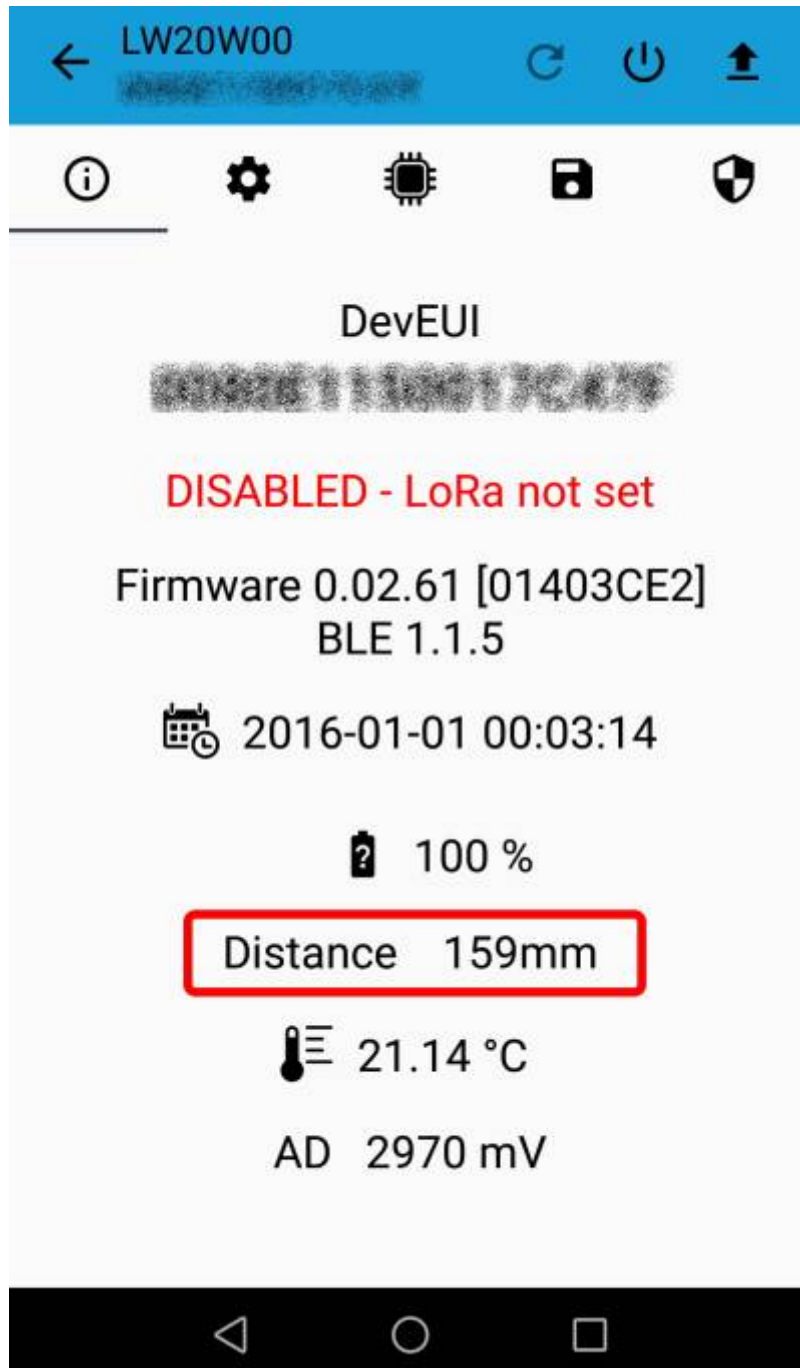 LW20W00
DevEUI
DISABLED - LoRa not set
Firmware 0.02.61 [01403CE2]
BLE 1.1.5
2016-01-01 00:03:14
100 %
Distance 159mm
21.14 °C
AD 2970 mV